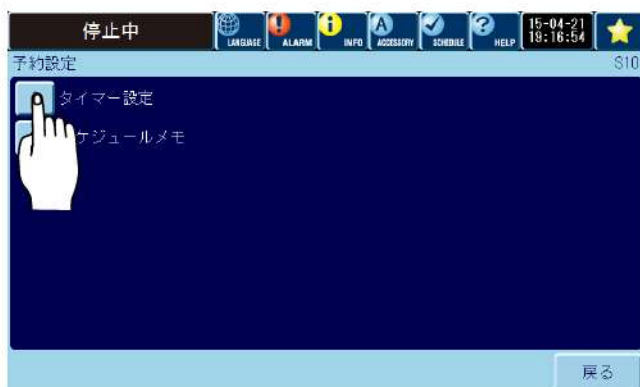 停止中
LANGUAGE
ALARM
INFO
A
ACCESSORY
SCHEDULE
?
HELP
15-04-21
19:16:54
予約設定
S10
タイマー設定
ケジュールメモ
戻る